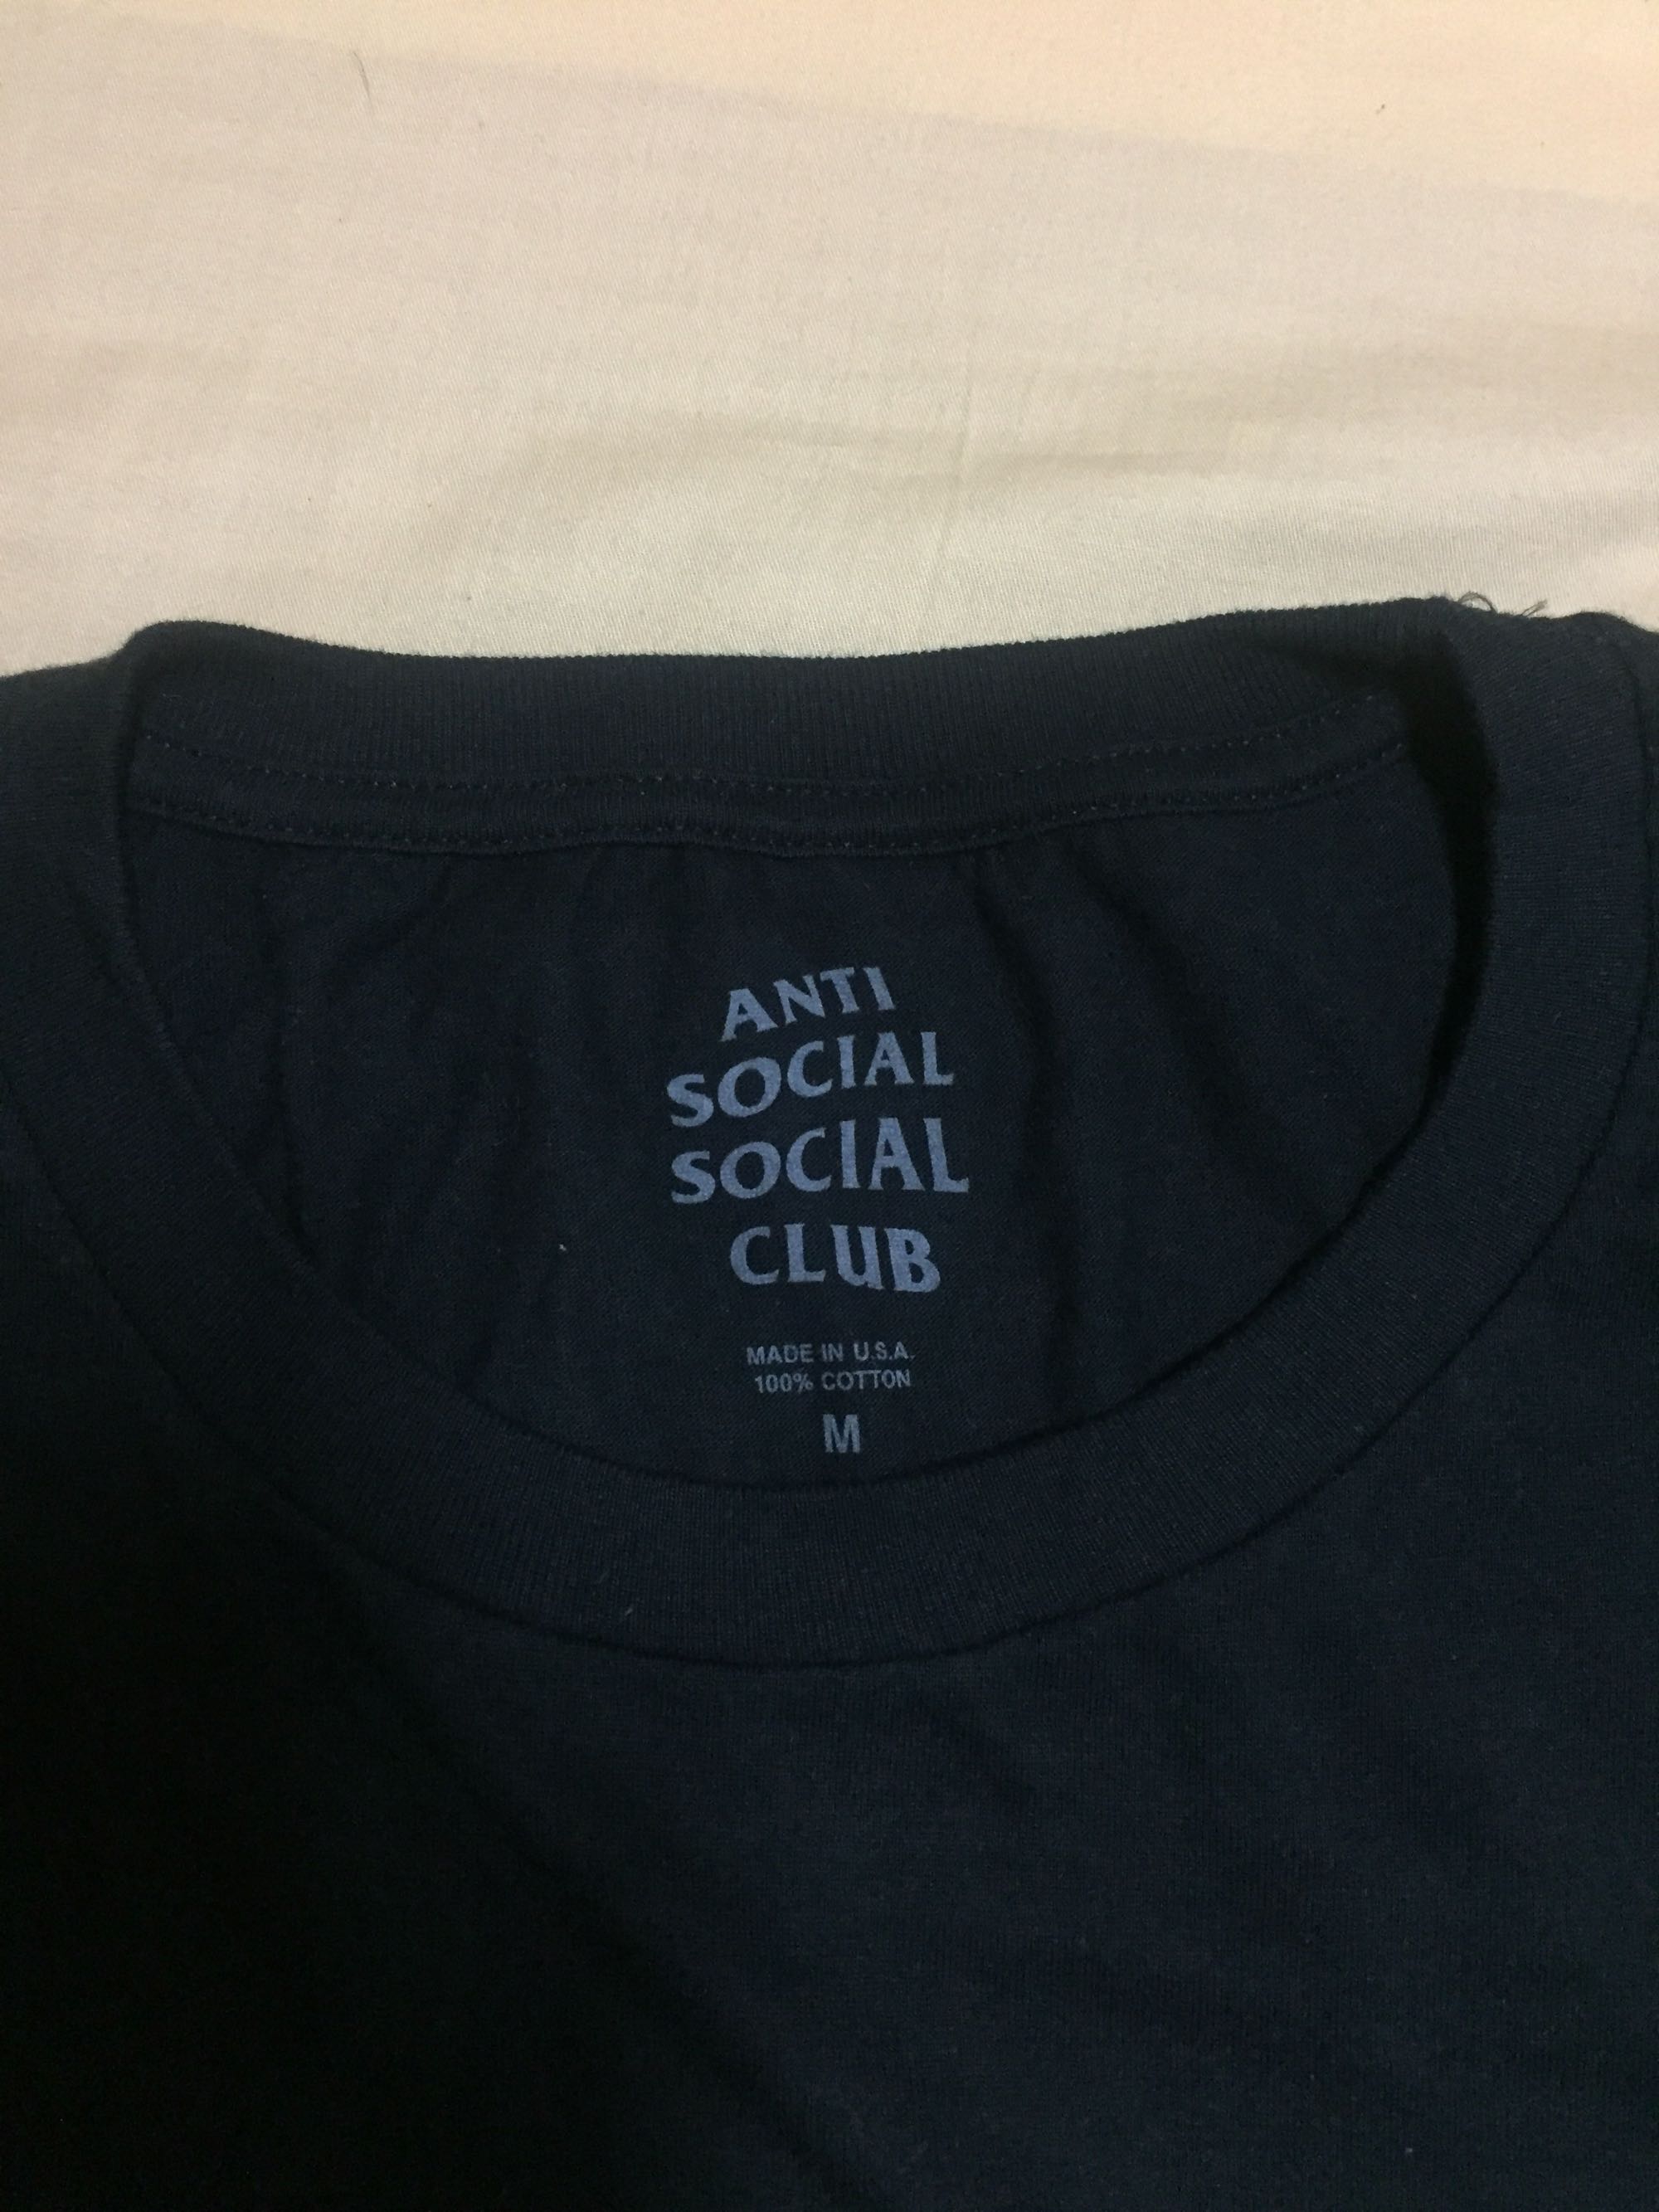 ANTI
SOCIAL
SOCIAL
CLUB
MADE IN U.S.A.
100% COTTON
M